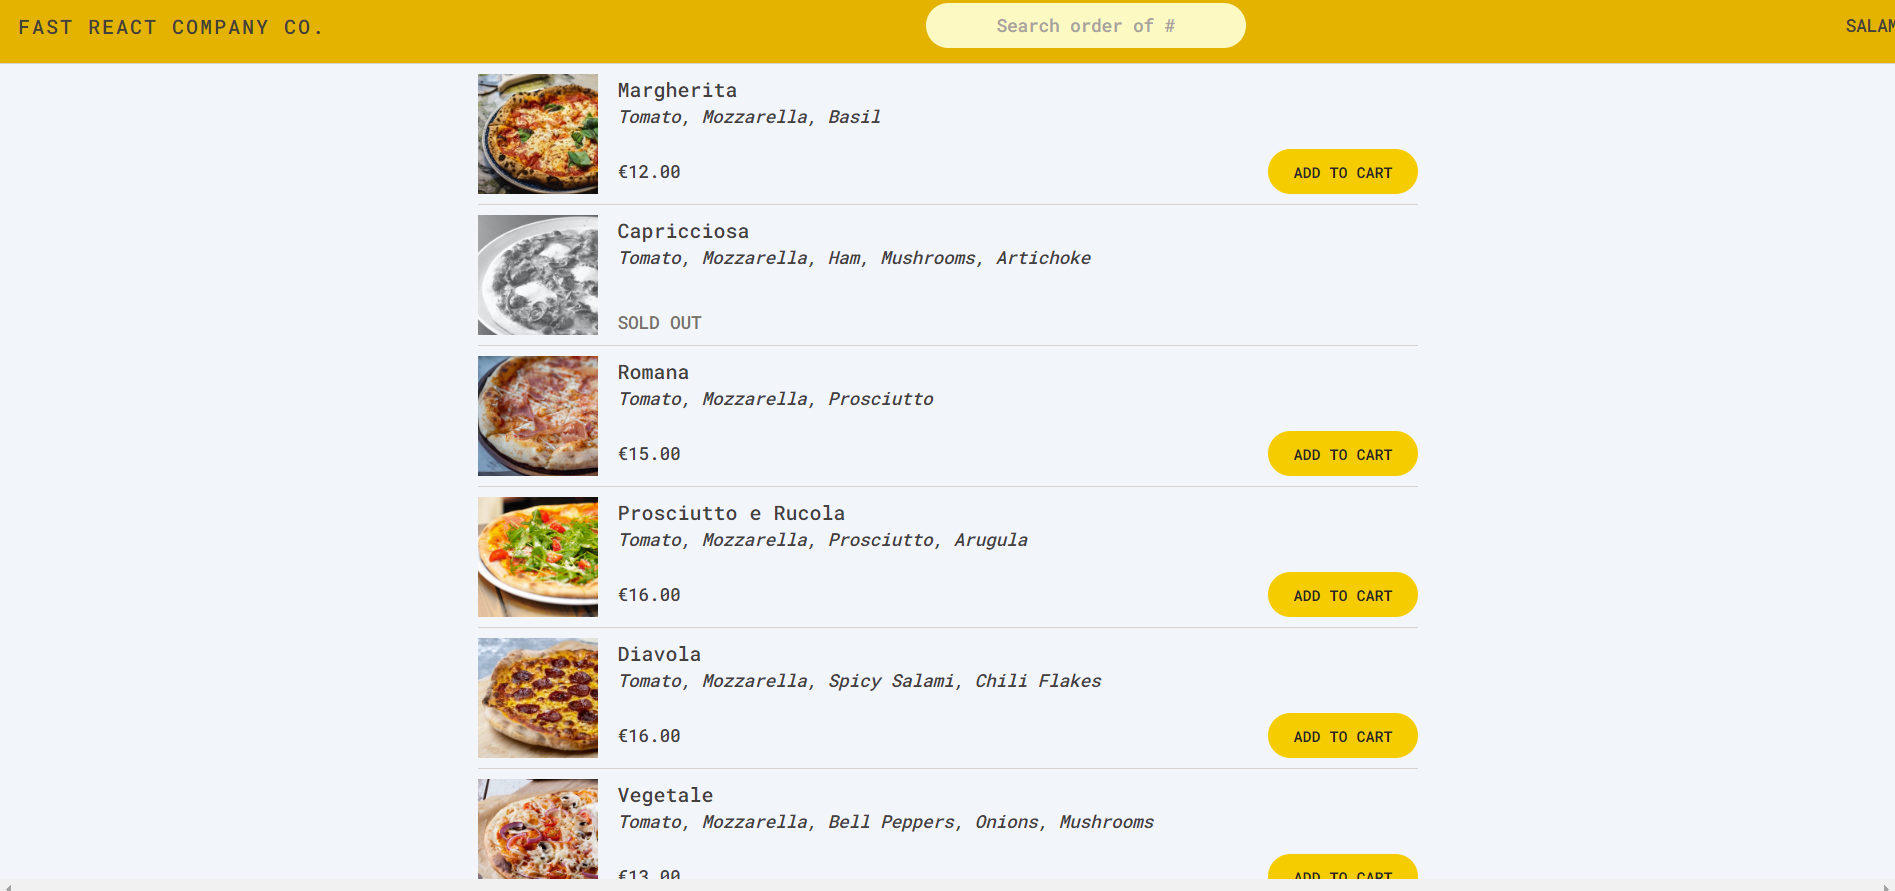 FAST REACT COMPANY CO.
Search order of #
SALAM
Margherita
Tomato, Mozzarella, Basil
€12.00
ADD TO CART
Capricciosa
Tomato, Mozzarella, Ham, Mushrooms, Artichoke
SOLD OUT
Romana
Tomato, Mozzarella, Prosciutto
€15.00
ADD TO CART
Prosciutto e Rucola
Tomato, Mozzarella, Prosciutto, Arugula
€16.00
ADD TO CART
Diavola
Tomato, Mozzarella, Spicy Salami, Chili Flakes
€16.00
ADD TO CART
Vegetale
Tomato, Mozzarella, Bell Peppers, Onions, Mushrooms
€13.00
ADD TO CART